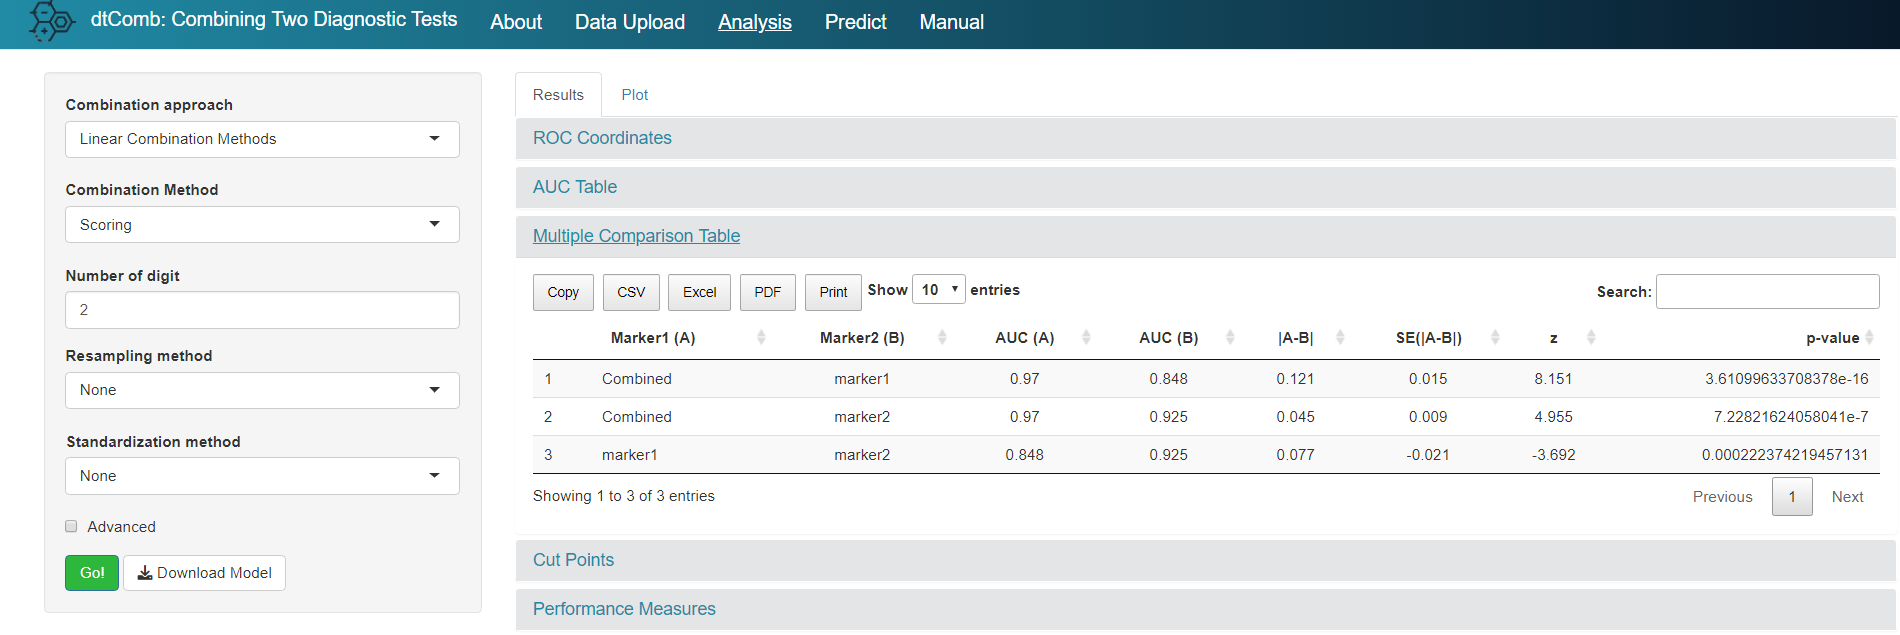 dtComb: Combining Two Diagnostic Tests About Data Upload Analysis Predict Manual
Combination approach
Linear Combination Methods
Combination Method
Scoring
Number of digit
2
Resampling method
None
Standardization method
None
Advanced
Go! Download Model
Results Plot
ROC Coordinates
AUC Table
Multiple Comparison Table
Copy CSV Excel PDF Print Show 10 entries Search:
Marker1 (A) Marker2 (B) AUC (A) AUC (B) |A-B| SE(|A-B|) z p-value
1 Combined marker1 0.97 0.848 0.121 0.015 8.151 3.61099633708378e-16
2 Combined marker2 0.97 0.925 0.045 0.009 4.955 7.22821624058041e-7
3 marker1 marker2 0.848 0.925 0.077 -0.021 -3.692 0.000222374219457131
Showing 1 to 3 of 3 entries Previous 1 Next
Cut Points
Performance Measures